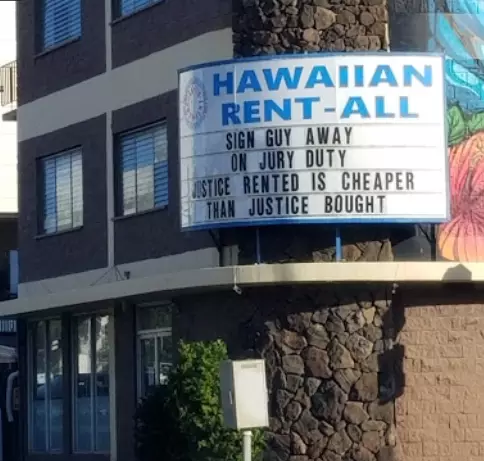 HAWAIIAN
RENT-ALL
SIGN GUY AWAY
ON JURY DUTY
JUSTICE RENTED IS CHEAPER
THAN JUSTICE BOUGHT